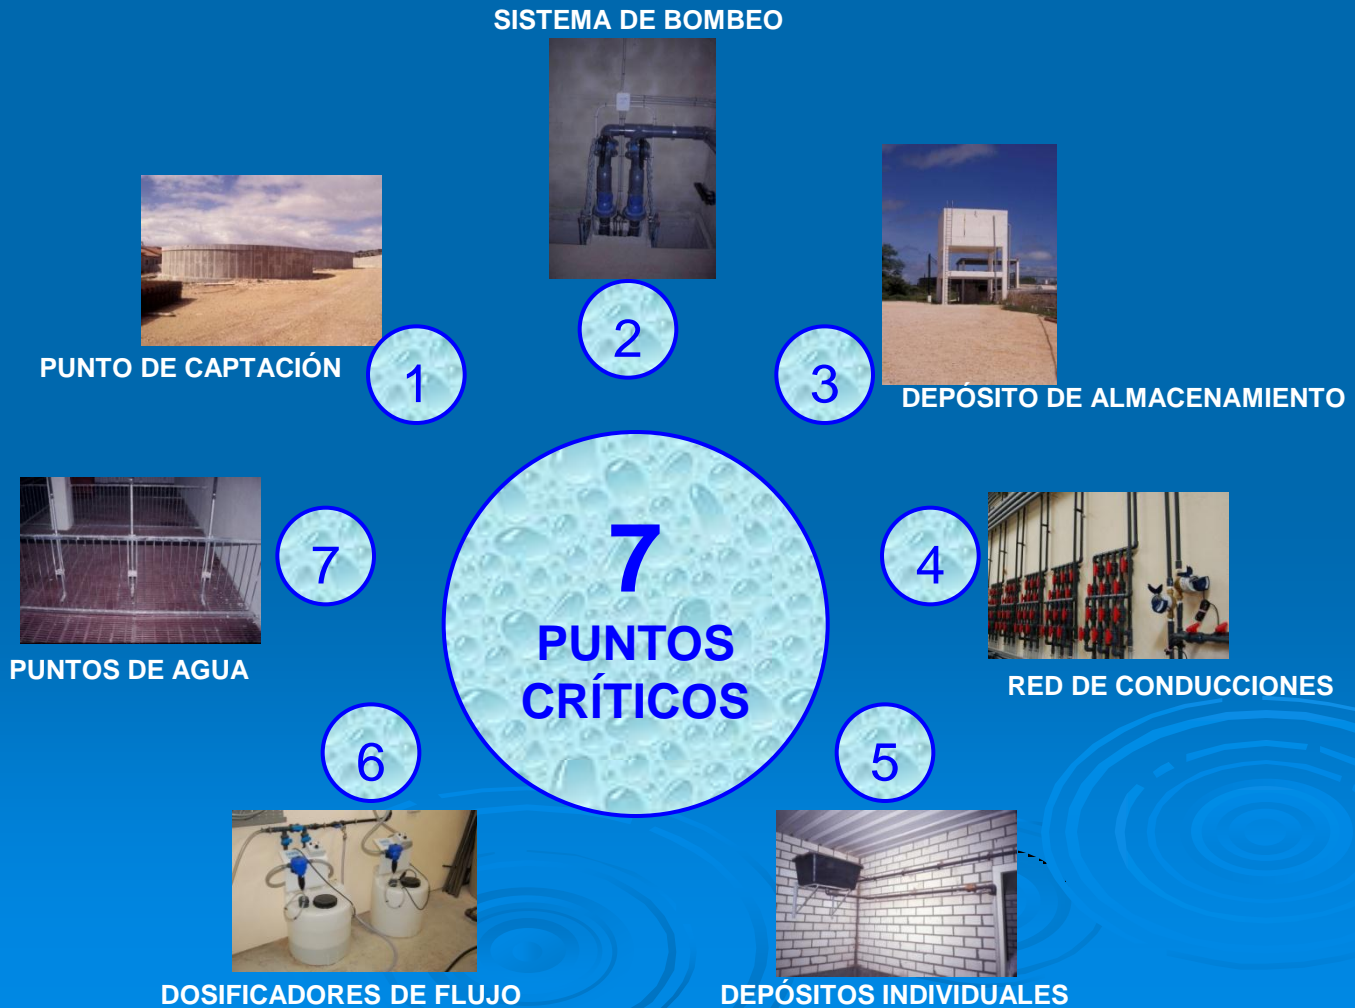 SISTEMA DE BOMBEO
2
PUNTO DE CAPTACIÓN
1
3
DEPÓSITO DE ALMACENAMIENTO
7
PUNTOS
CRÍTICOS
7
PUNTOS DE AGUA
4
RED DE CONDUCCIONES
6
DOSIFICADORES DE FLUJO
5
DEPÓSITOS INDIVIDUALES